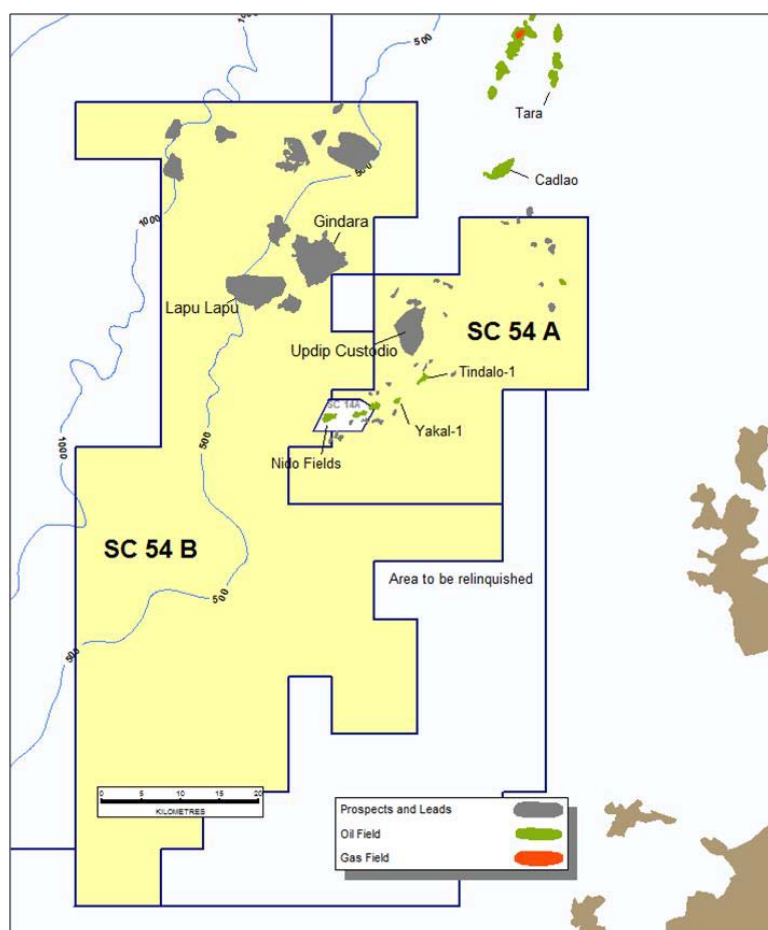 1000
500
Tara
Cadlao
500
1000
Gindara
Lapu Lapu
Updip Custodio
SC 54 A
Tindalo-1
SC 14A
Yakal-1
Nido Fields
500
1000
SC 54 B
Area to be relinquished
500
500
0 5 10 15 20
KILOMETRES
Prospects and Leads
Oil Field
Gas Field